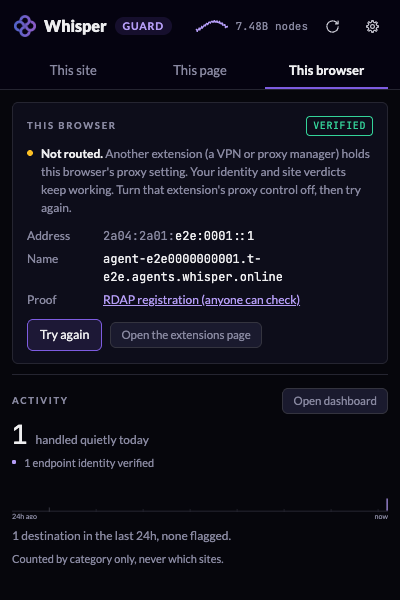 Whisper GUARD 7.48B nodes
This site This page This browser
THIS BROWSER VERIFIED
Not routed. Another extension (a VPN or proxy manager) holds
this browser's proxy setting. Your identity and site verdicts
keep working. Turn that extension's proxy control off, then try
again.
Address 2a04:2a01:e2e:0001::1
Name agent-e2e0000000001.t-
e2e.agents.whisper.online
Proof RDAP registration (anyone can check)
Try again Open the extensions page
ACTIVITY Open dashboard
1 handled quietly today
1 endpoint identity verified
24h ago now
1 destination in the last 24h, none flagged.
Counted by category only, never which sites.